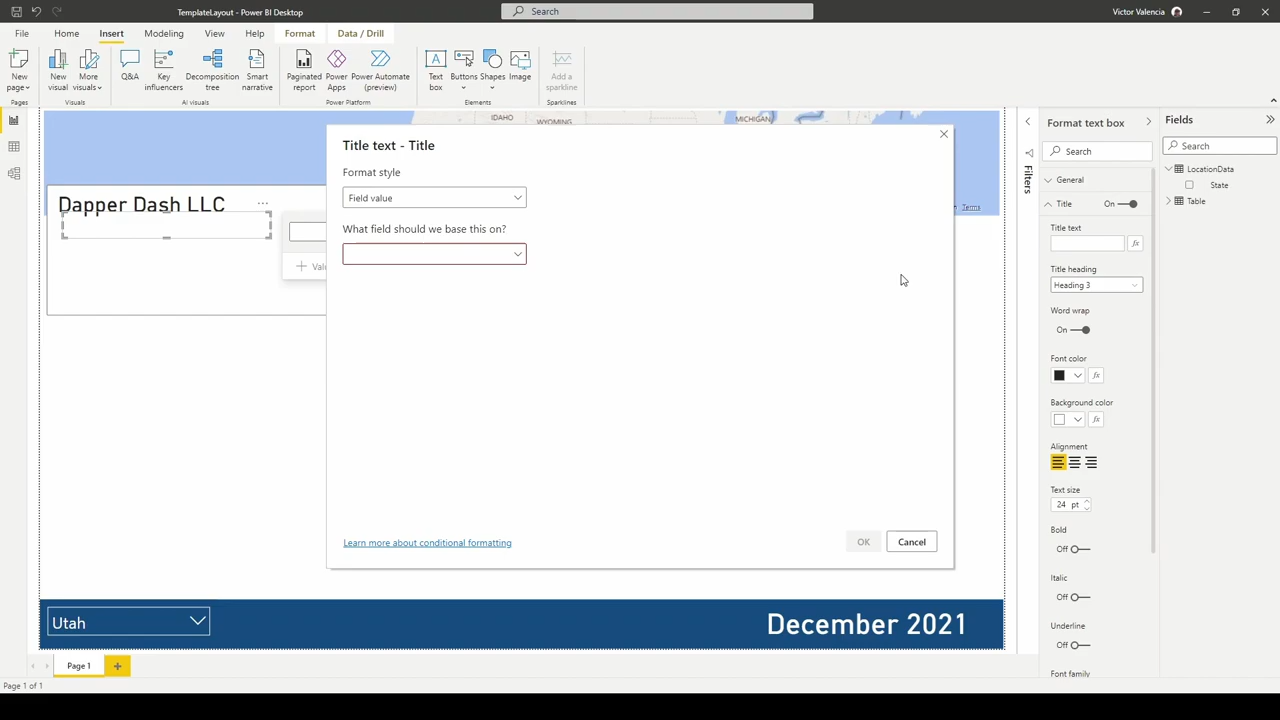 TemplateLayout - Power BI Desktop
Search
Victor Valencia
File
Home
Insert
Modeling
View
Help
Format
Data / Drill
New page
New visual
More visuals
Q&A
Key influencers
Decomposition tree
Smart narrative
Paginated report
Power Apps
Power Automate (preview)
Text box
Buttons
Shapes
Image
Add a sparkline
Pages
Visuals
AI visuals
Power Platform
Elements
Sparklines
IDAHO
WYOMING
MICHIGAN
Terms
Title text - Title
Format style
Field value
What field should we base this on?
Learn more about conditional formatting
OK
Cancel
Dapper Dash LLC
Utah
December 2021
Filters
Format text box
Search
General
Title
On
Title text
fx
Title heading
Heading 3
Word wrap
On
Font color
fx
Background color
fx
Alignment
Text size
24 pt
Bold
Off
Italic
Off
Underline
Off
Font family
Fields
Search
LocationData
State
Table
Page 1
Page 1 of 1